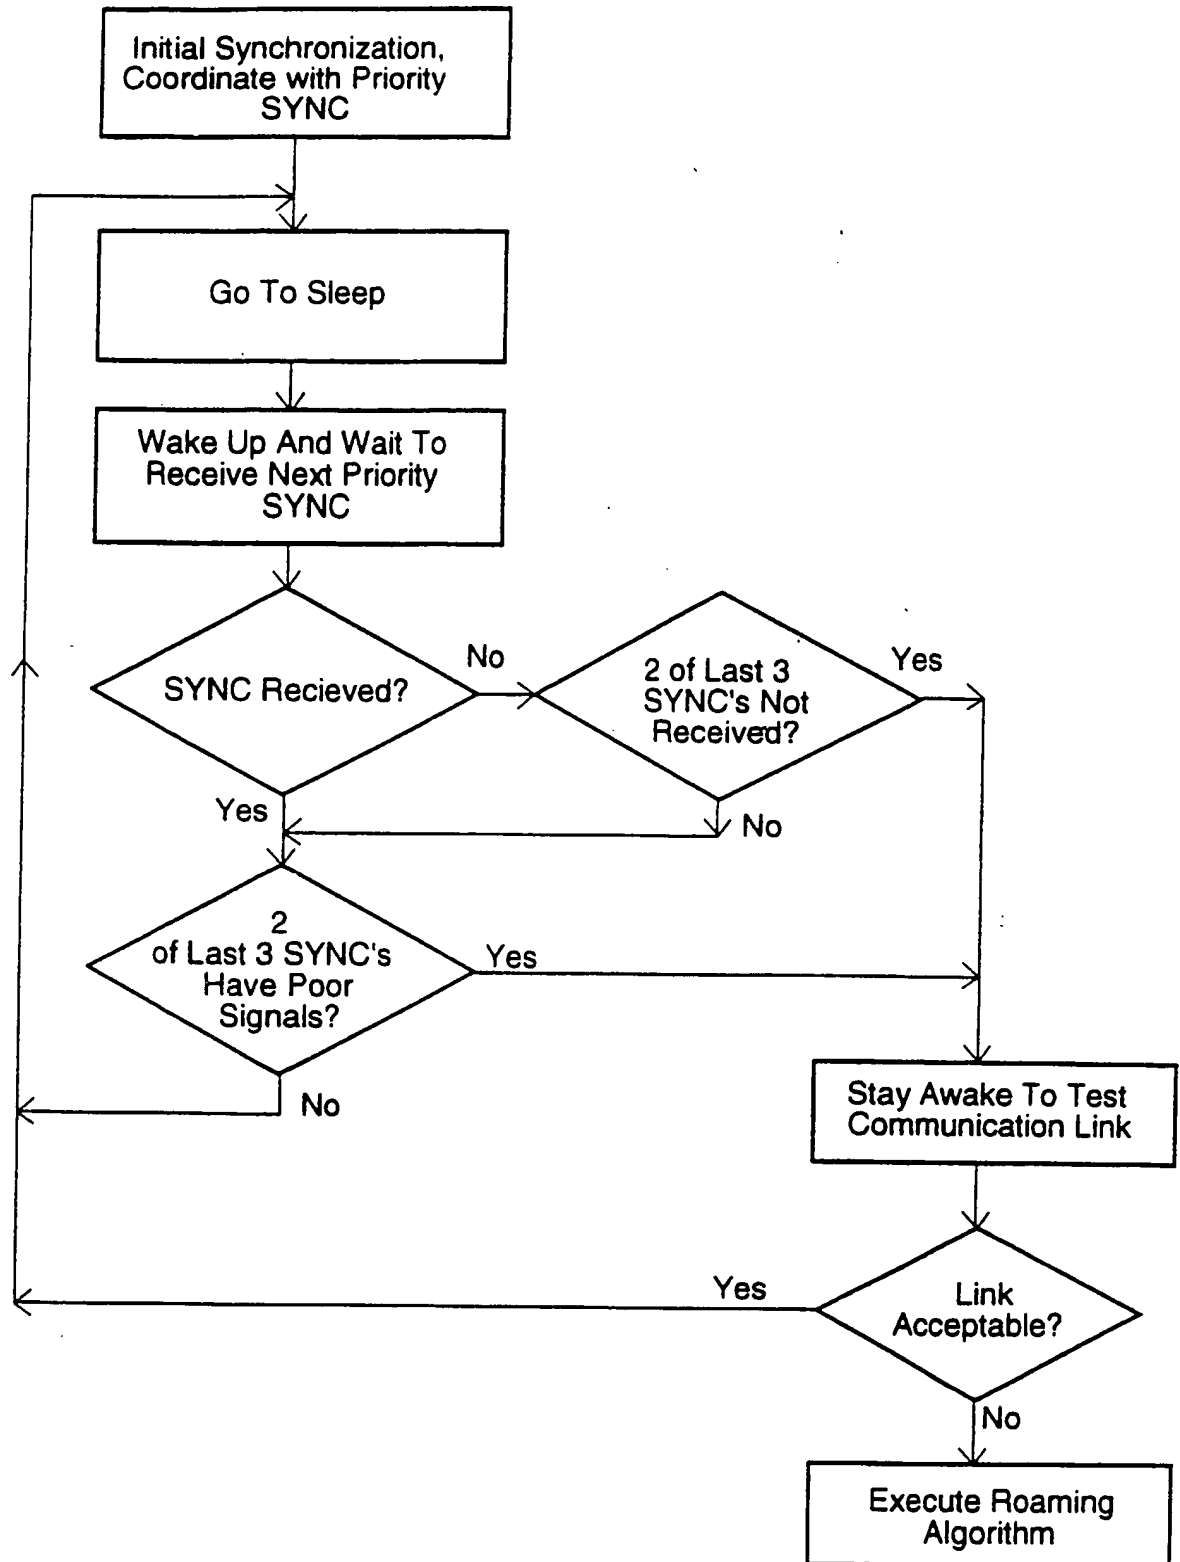 Initial Synchronization,
Coordinate with Priority
SYNC
Go To Sleep
Wake Up And Wait To
Receive Next Priority
SYNC
SYNC Recieved?
No
2 of Last 3
SYNC's Not
Received?
Yes
Yes
No
2
of Last 3 SYNC's
Have Poor
Signals?
Yes
No
Stay Awake To Test
Communication Link
Yes
Link
Acceptable?
No
Execute Roaming
Algorithm